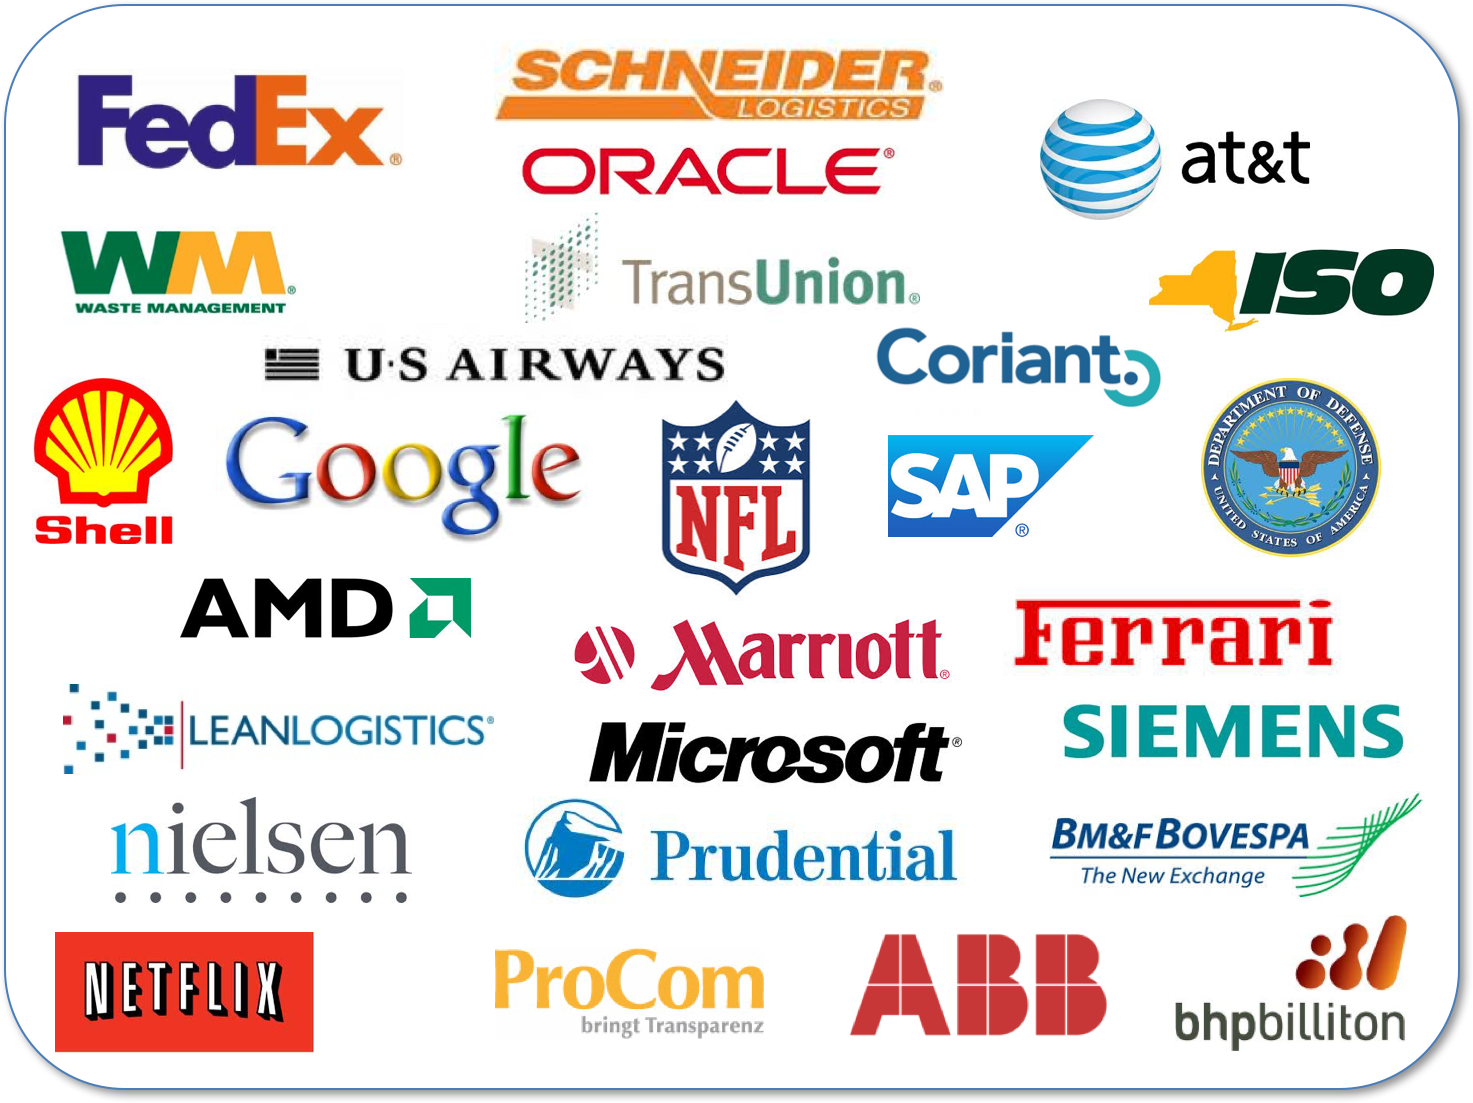 FedEx®
SCHNEIDER®
LOGISTICS
ORACLE®
at&t
WM®
WASTE MANAGEMENT
TransUnion®
ISO
U·S AIRWAYS
Coriant.
Shell
Google
NFL
SAP®
DEPARTMENT OF DEFENSE
UNITED STATES OF AMERICA
AMD
Marriott®
Ferrari
LEANLOGISTICS®
Microsoft®
SIEMENS
nielsen
Prudential
BM&FBOVESPA
The New Exchange
NETFLIX
ProCom
bringt Transparenz
ABB
bhpbilliton